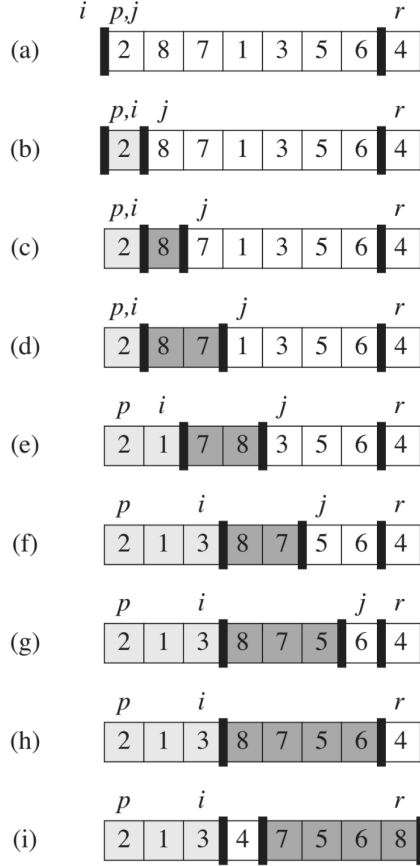 i p,j r
(a) 2 8 7 1 3 5 6 4
p,i j r
(b) 2 8 7 1 3 5 6 4
p,i j r
(c) 2 8 7 1 3 5 6 4
p,i j r
(d) 2 8 7 1 3 5 6 4
p i j r
(e) 2 1 7 8 3 5 6 4
p i j r
(f) 2 1 3 8 7 5 6 4
p i j r
(g) 2 1 3 8 7 5 6 4
p i r
(h) 2 1 3 8 7 5 6 4
p i r
(i) 2 1 3 4 7 5 6 8